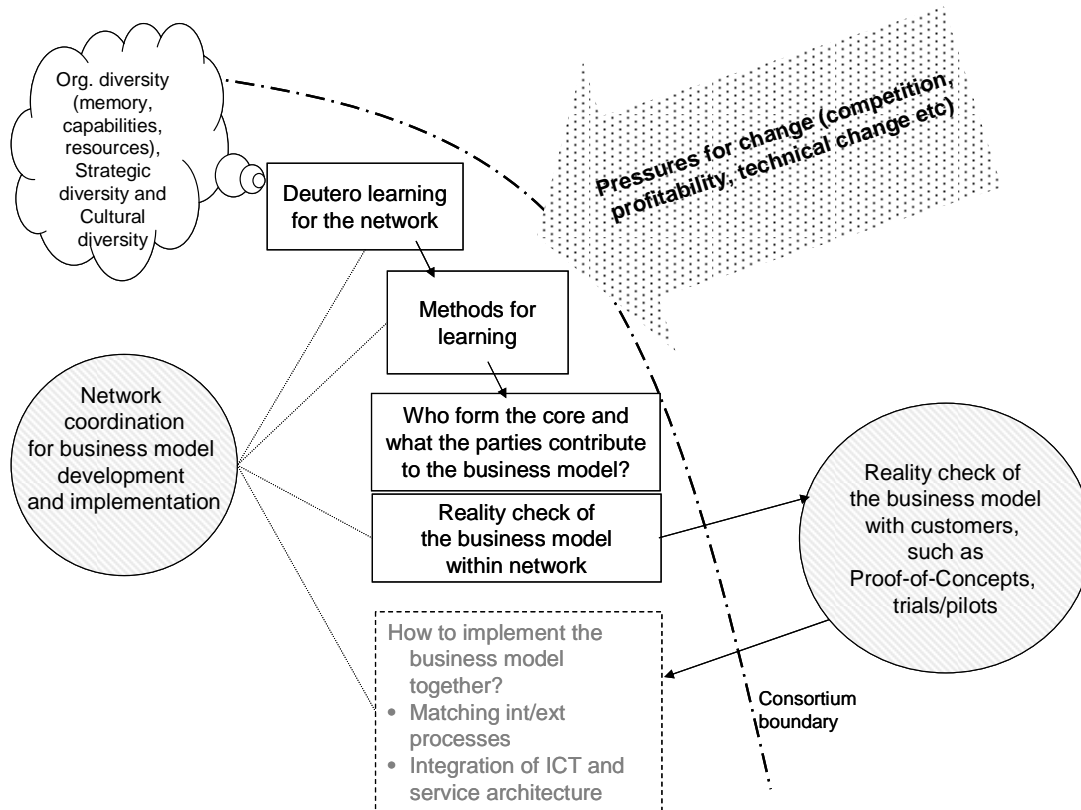 Org. diversity
(memory,
capabilities,
resources),
Strategic
diversity and
Cultural
diversity
Pressures for change (competition,
profitability, technical change etc)
Deutero learning
for the network
Methods for
learning
Network
coordination
for business model
development
and implementation
Who form the core and
what the parties contribute
to the business model?
Reality check of
the business model
within network
Reality check of
the business model
with customers,
such as
Proof-of-Concepts,
trials/pilots
How to implement the
business model
together?
• Matching int/ext
processes
• Integration of ICT and
service architecture
Consortium
boundary